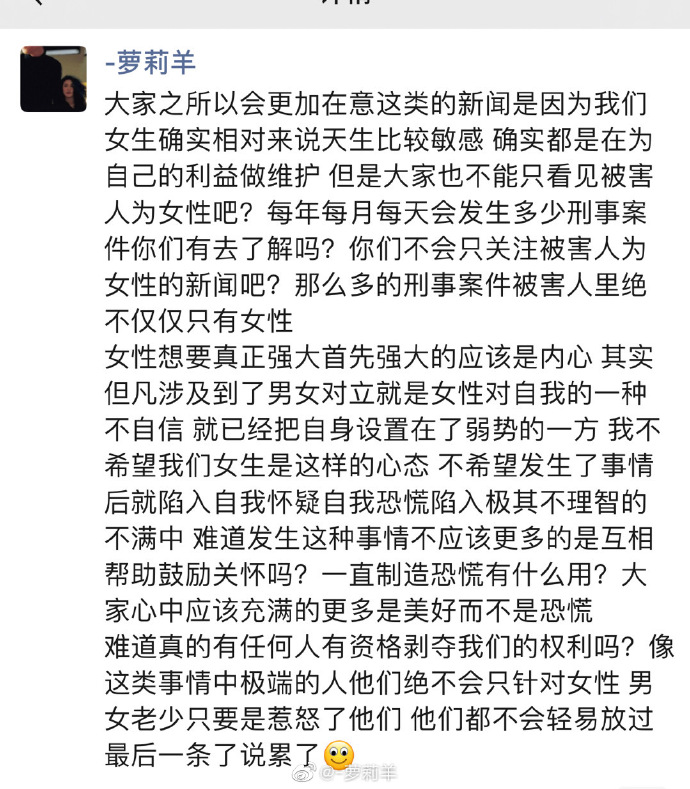 -萝莉羊
大家之所以会更加在意这类的新闻是因为我们
女生确实相对来说天生比较敏感 确实都是在为
自己的利益做维护 但是大家也不能只看见被害
人为女性吧？每年每月每天会发生多少刑事案
件你们有去了解吗？你们不会只关注被害人为
女性的新闻吧？那么多的刑事案件被害人里绝
不仅仅只有女性
女性想要真正强大首先强大的应该是内心 其实
但凡涉及到了男女对立就是女性对自我的一种
不自信 就已经把自身设置在了弱势的一方 我不
希望我们女生是这样的心态 不希望发生了事情
后就陷入自我怀疑自我恐慌陷入极其不理智的
不满中 难道发生这种事情不应该更多的是互相
帮助鼓励关怀吗？一直制造恐慌有什么用？大
家心中应该充满的更多是美好而不是恐慌
难道真的有任何人有资格剥夺我们的权利吗？像
这类事情中极端的人他们绝不会只针对女性 男
女老少只要是惹怒了他们 他们都不会轻易放过
最后一条了说累了
@-萝莉羊